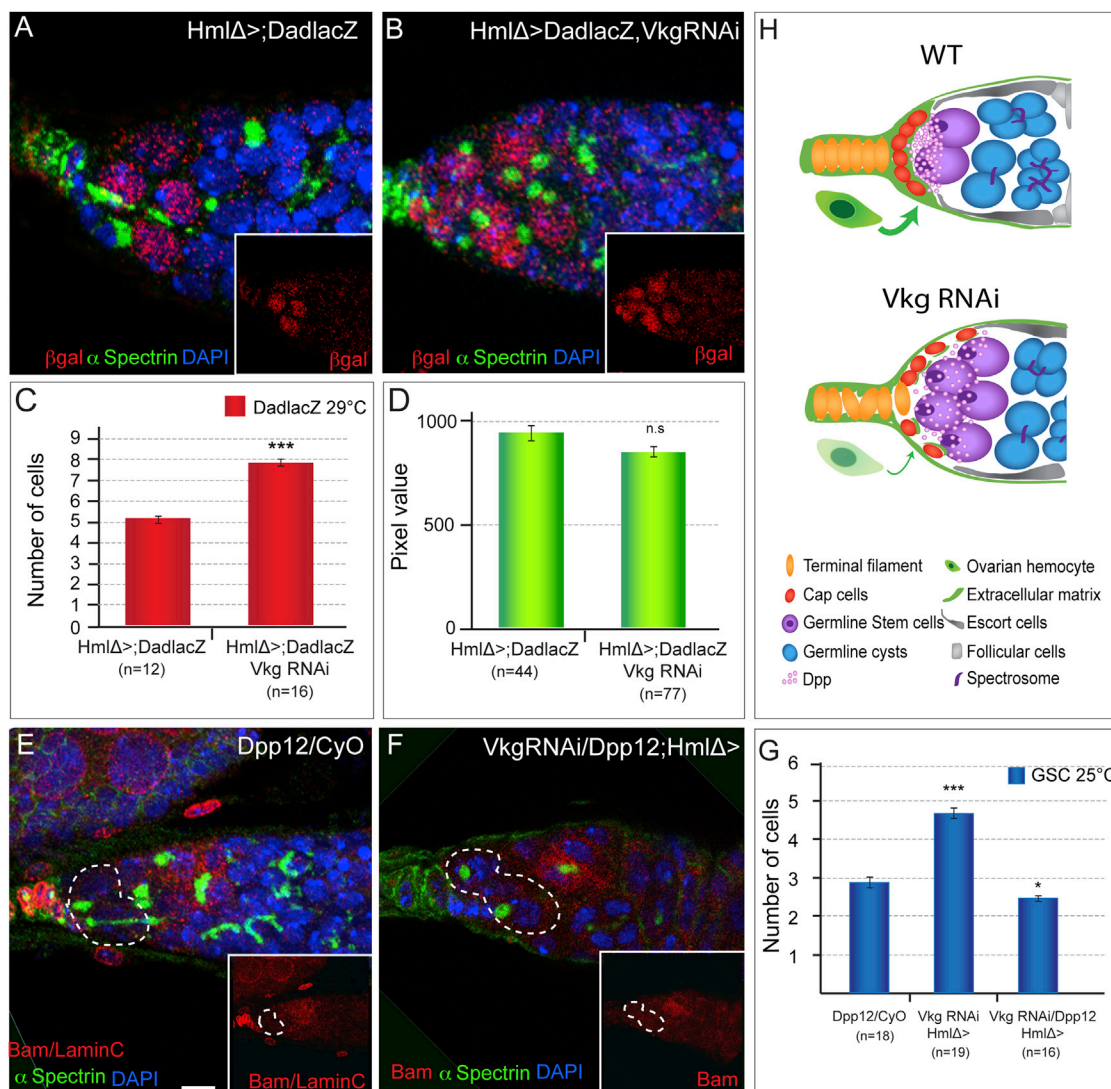 A
HmlΔ>;DadlacZ
βgal α Spectrin DAPI
βgal
B
HmlΔ>DadlacZ,VkgRNAi
βgal α Spectrin DAPI
βgal
C
DadlacZ 29°C
***
Number of cells
9
8
7
6
5
4
3
2
1
0
HmlΔ>;DadlacZ
(n=12)
HmlΔ>;DadlacZ
Vkg RNAi
(n=16)
D
n.s
Pixel value
1000
500
0
HmlΔ>;DadlacZ
(n=44)
HmlΔ>;DadlacZ
Vkg RNAi
(n=77)
H
WT
Vkg RNAi
Terminal filament
Cap cells
Germline Stem cells
Germline cysts
Dpp
Ovarian hemocyte
Extracellular matrix
Escort cells
Follicular cells
Spectrosome
E
Dpp12/CyO
Bam/LaminC
α Spectrin DAPI
Bam/LaminC
F
VkgRNAi/Dpp12;HmlΔ>
Bam α Spectrin DAPI
Bam
G
GSC 25°C
***
*
Number of cells
6
5
4
3
2
1
Dpp12/CyO
(n=18)
Vkg RNAi
HmlΔ>
(n=19)
Vkg RNAi/Dpp12
HmlΔ>
(n=16)